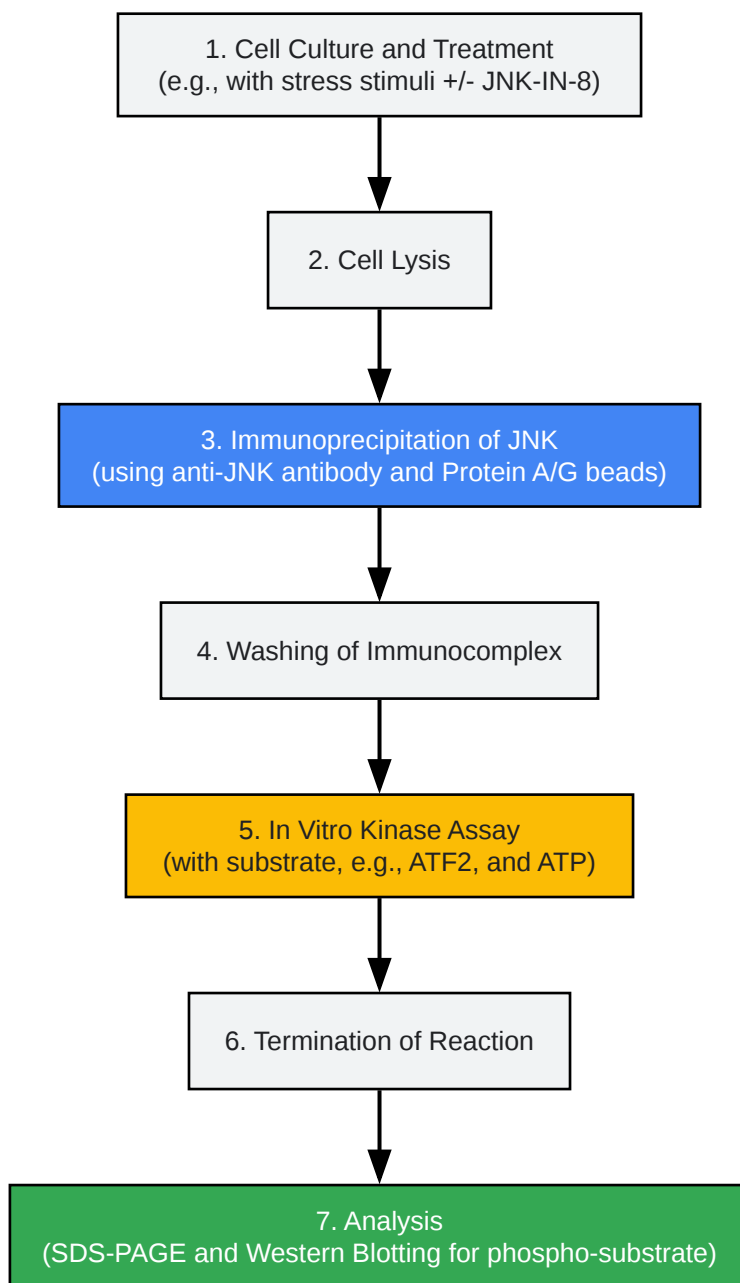 1. Cell Culture and Treatment
(e.g., with stress stimuli +/- JNK-IN-8)
2. Cell Lysis
3. Immunoprecipitation of JNK
(using anti-JNK antibody and Protein A/G beads)
4. Washing of Immunocomplex
5. In Vitro Kinase Assay
(with substrate, e.g., ATF2, and ATP)
6. Termination of Reaction
7. Analysis
(SDS-PAGE and Western Blotting for phospho-substrate)